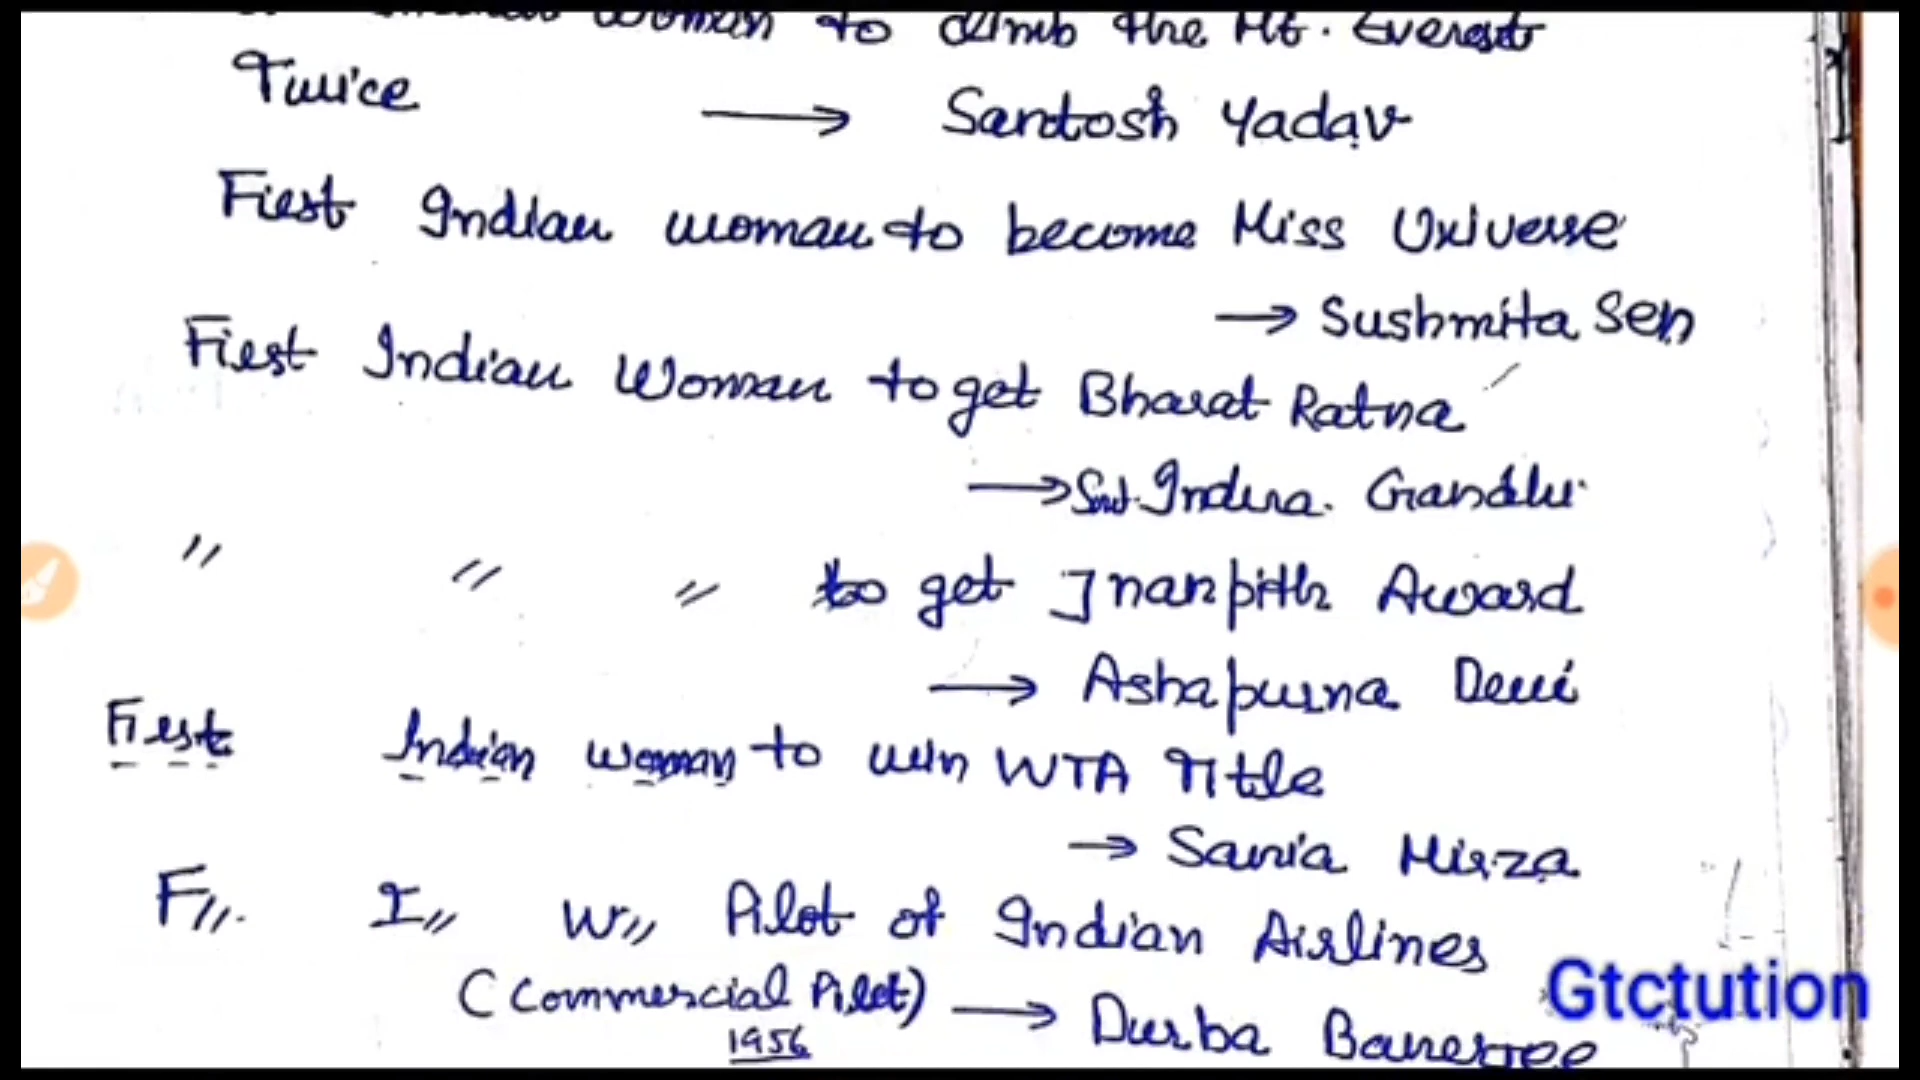 woman to climb the Mt. Everest
Twice → Santosh Yadav
First Indian woman to become Miss Universe
→ Sushmita Sen
First Indian Woman to get Bharat Ratna
→ Smt. Indira Gandhi
" " " to get Jnanpith Award
→ Ashapurna Devi
First Indian woman to win WTA Title
→ Sania Mirza
F〃 I〃 W〃 Pilot of Indian Airlines
(Commercial Pilot) → Durba Banerjee
1956
Gtctution